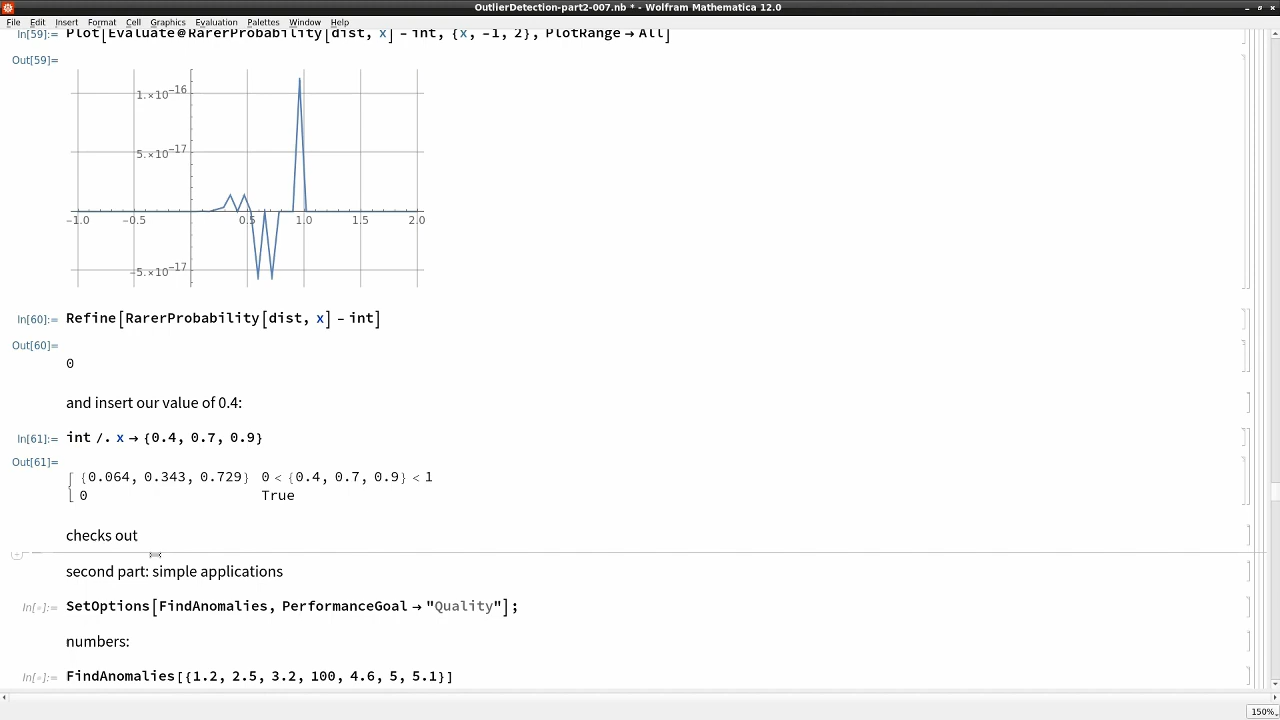 OutlierDetection-part2-007.nb * - Wolfram Mathematica 12.0
File Edit Insert Format Cell Graphics Evaluation Palettes Window Help
In[59]:= Plot[Evaluate@RarerProbability[dist, x] - int, {x, -1, 2}, PlotRange → All]
Out[59]=
1.×10^-16
5.×10^-17
-1.0 -0.5 0.5 1.0 1.5 2.0
-5.×10^-17
In[60]:= Refine[RarerProbability[dist, x] - int]
Out[60]=
0
and insert our value of 0.4:
In[61]:= int /. x → {0.4, 0.7, 0.9}
Out[61]=
{0.064, 0.343, 0.729} 0 < {0.4, 0.7, 0.9} < 1
0 True
checks out
second part: simple applications
In[∘]:= SetOptions[FindAnomalies, PerformanceGoal → "Quality"];
numbers:
In[∘]:= FindAnomalies[{1.2, 2.5, 3.2, 100, 4.6, 5, 5.1}]
150%